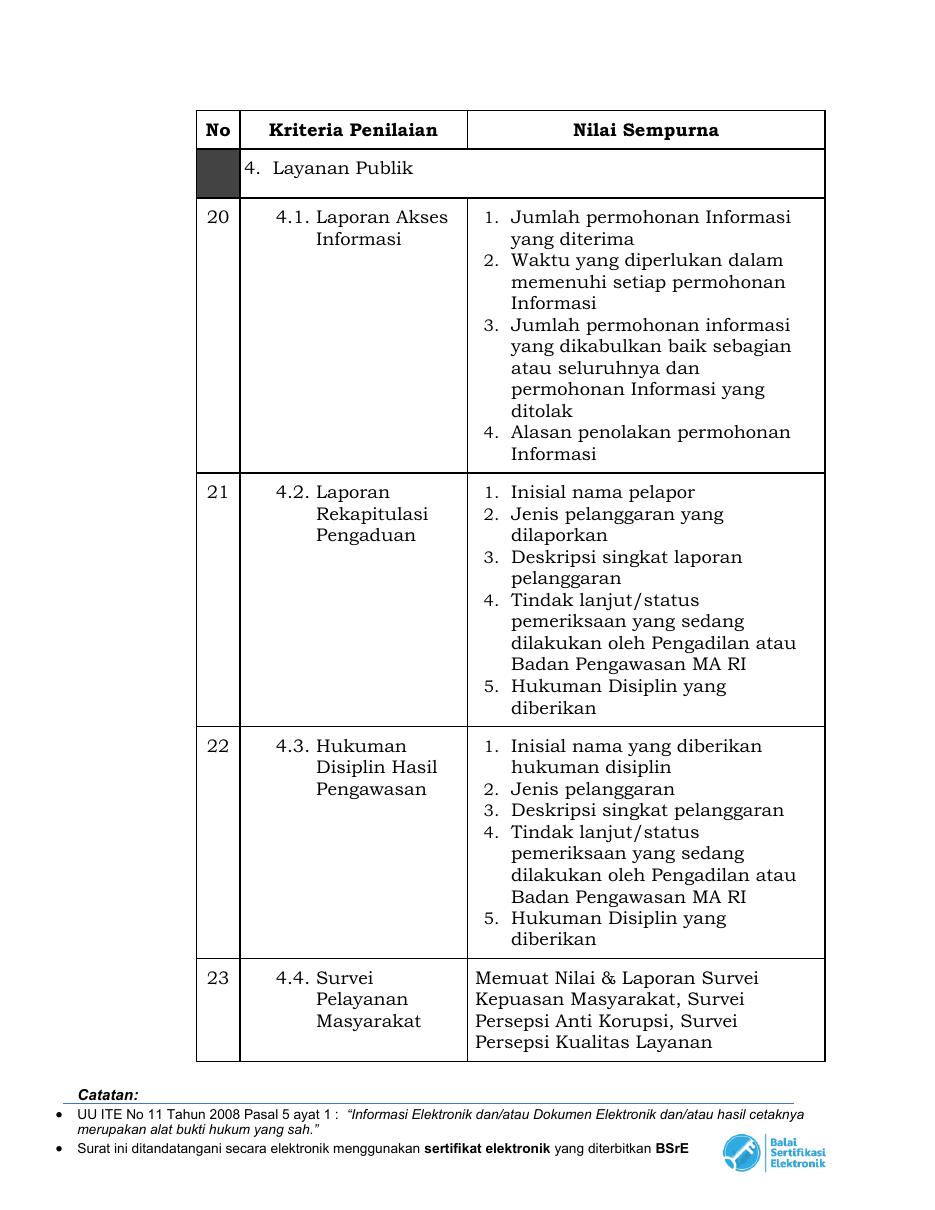 No Kriteria Penilaian Nilai Sempurna
4. Layanan Publik
20 4.1. Laporan Akses
Informasi
1. Jumlah permohonan Informasi
yang diterima
2. Waktu yang diperlukan dalam
memenuhi setiap permohonan
Informasi
3. Jumlah permohonan informasi
yang dikabulkan baik sebagian
atau seluruhnya dan
permohonan Informasi yang
ditolak
4. Alasan penolakan permohonan
Informasi
21 4.2. Laporan
Rekapitulasi
Pengaduan
1. Inisial nama pelapor
2. Jenis pelanggaran yang
dilaporkan
3. Deskripsi singkat laporan
pelanggaran
4. Tindak lanjut/status
pemeriksaan yang sedang
dilakukan oleh Pengadilan atau
Badan Pengawasan MA RI
5. Hukuman Disiplin yang
diberikan
22 4.3. Hukuman
Disiplin Hasil
Pengawasan
1. Inisial nama yang diberikan
hukuman disiplin
2. Jenis pelanggaran
3. Deskripsi singkat pelanggaran
4. Tindak lanjut/status
pemeriksaan yang sedang
dilakukan oleh Pengadilan atau
Badan Pengawasan MA RI
5. Hukuman Disiplin yang
diberikan
23 4.4. Survei
Pelayanan
Masyarakat
Memuat Nilai & Laporan Survei
Kepuasan Masyarakat, Survei
Persepsi Anti Korupsi, Survei
Persepsi Kualitas Layanan
Catatan:
• UU ITE No 11 Tahun 2008 Pasal 5 ayat 1 : “Informasi Elektronik dan/atau Dokumen Elektronik dan/atau hasil cetaknya
merupakan alat bukti hukum yang sah.”
• Surat ini ditandatangani secara elektronik menggunakan sertifikat elektronik yang diterbitkan BSrE
Balai
Sertifikasi
Elektronik